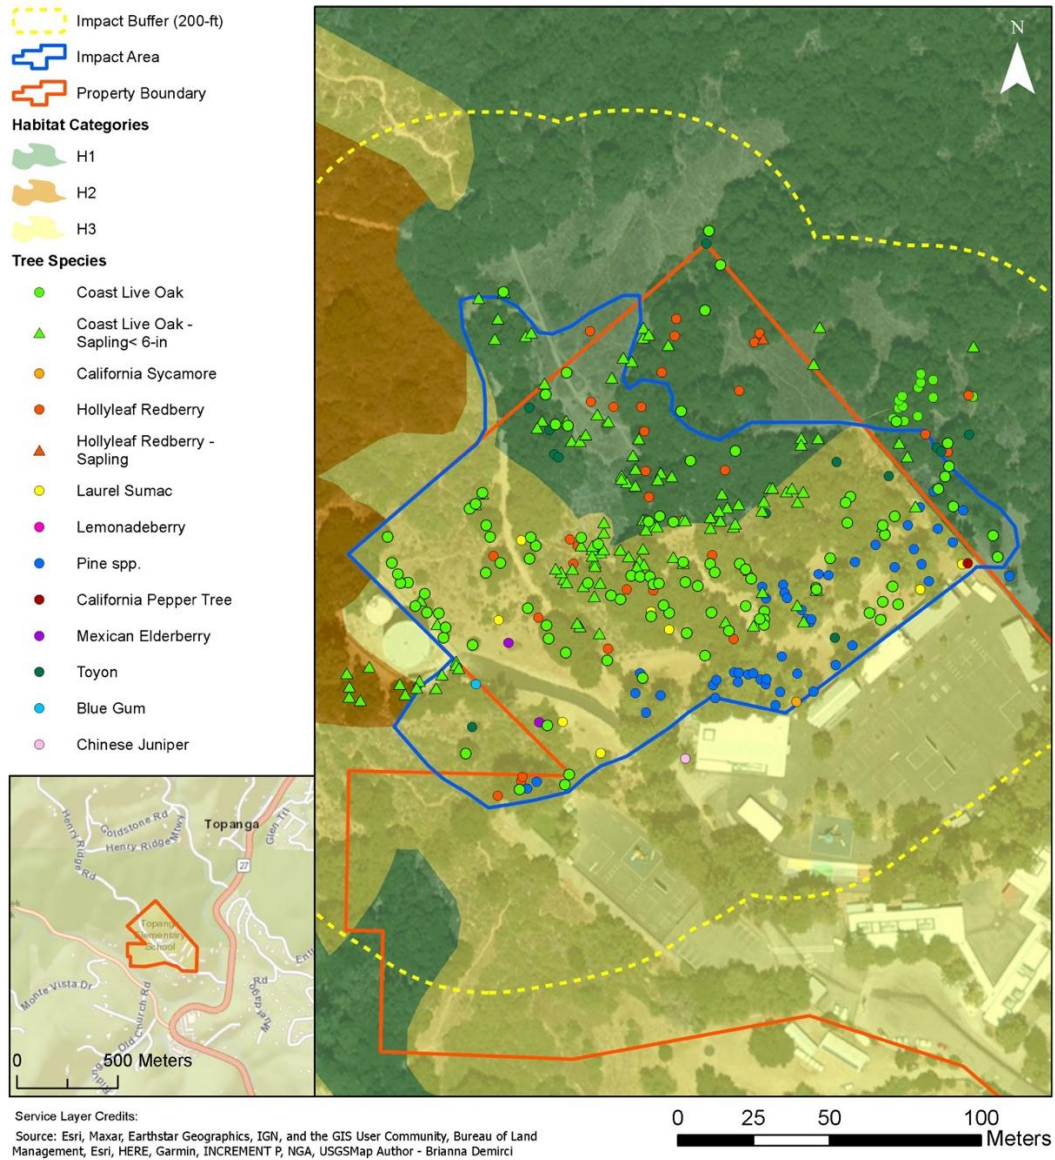 Impact Buffer (200-ft)
Impact Area
Property Boundary
Habitat Categories
H1
H2
H3
Tree Species
Coast Live Oak
Coast Live Oak -
Sapling< 6-in
California Sycamore
Hollyleaf Redberry
Hollyleaf Redberry -
Sapling
Laurel Sumac
Lemonadeberry
Pine spp.
California Pepper Tree
Mexican Elderberry
Toyon
Blue Gum
Chinese Juniper
N
Henry Ridge
Rd
Coldstone Rd
Henry Ridge Mtwy
Topanga
Glen Trl
27
Topanga
Elementary
School
Monte Vista Dr
Old Church Rd
Rd
0
500 Meters
Service Layer Credits:
Source: Esri, Maxar, Earthstar Geographics, IGN, and the GIS User Community, Bureau of Land
Management, Esri, HERE, Garmin, INCREMENT P, NGA, USGSMap Author - Brianna Demirci
0 25 50 100
Meters